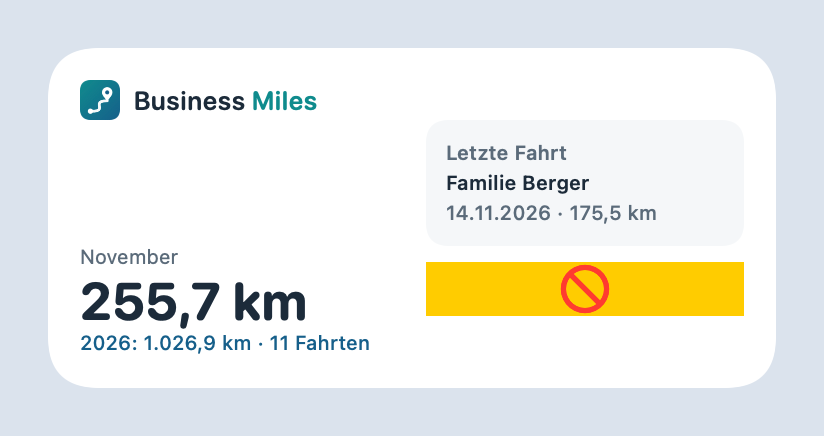 Business Miles
November
255,7 km
2026: 1.026,9 km · 11 Fahrten
Letzte Fahrt
Familie Berger
14.11.2026 · 175,5 km